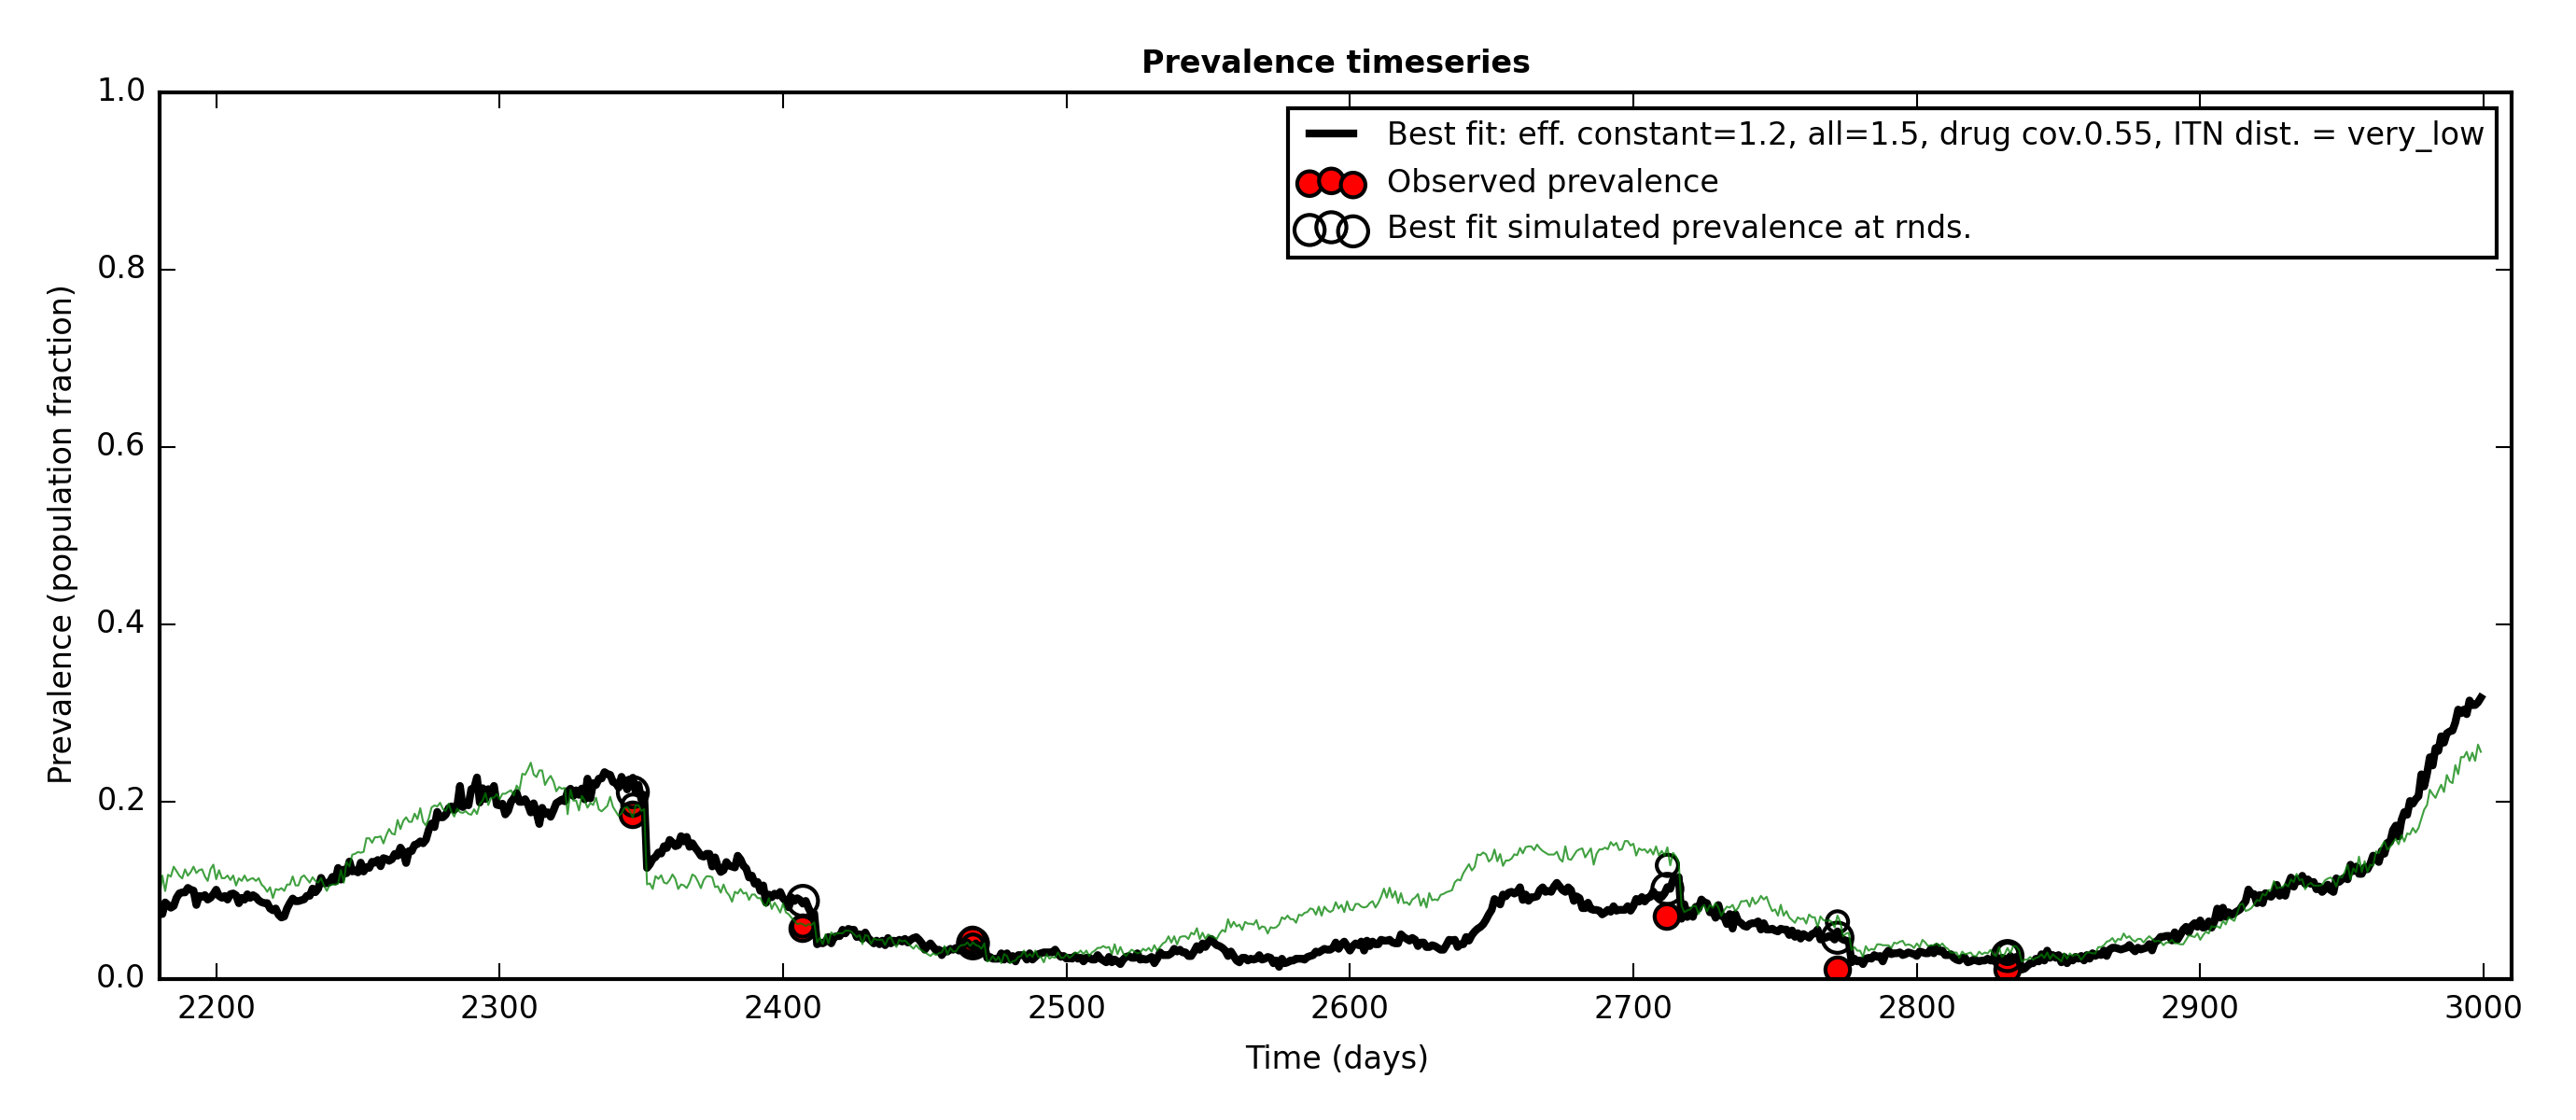 Prevalence timeseries
1.0
0.8
0.6
0.4
0.2
0.0
Prevalence (population fraction)
Best fit: eff. constant=1.2, all=1.5, drug cov.0.55, ITN dist. = very_low
Observed prevalence
Best fit simulated prevalence at rnds.
2200 2300 2400 2500 2600 2700 2800 2900 3000
Time (days)